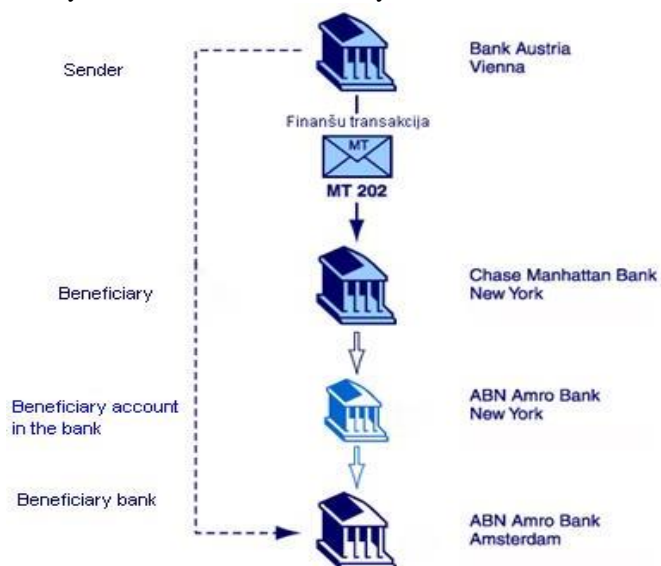 Sender
Bank Austria
Vienna
Finanšu transakcija
MT
MT 202
Beneficiary
Chase Manhattan Bank
New York
Beneficiary account
in the bank
ABN Amro Bank
New York
Beneficiary bank
ABN Amro Bank
Amsterdam